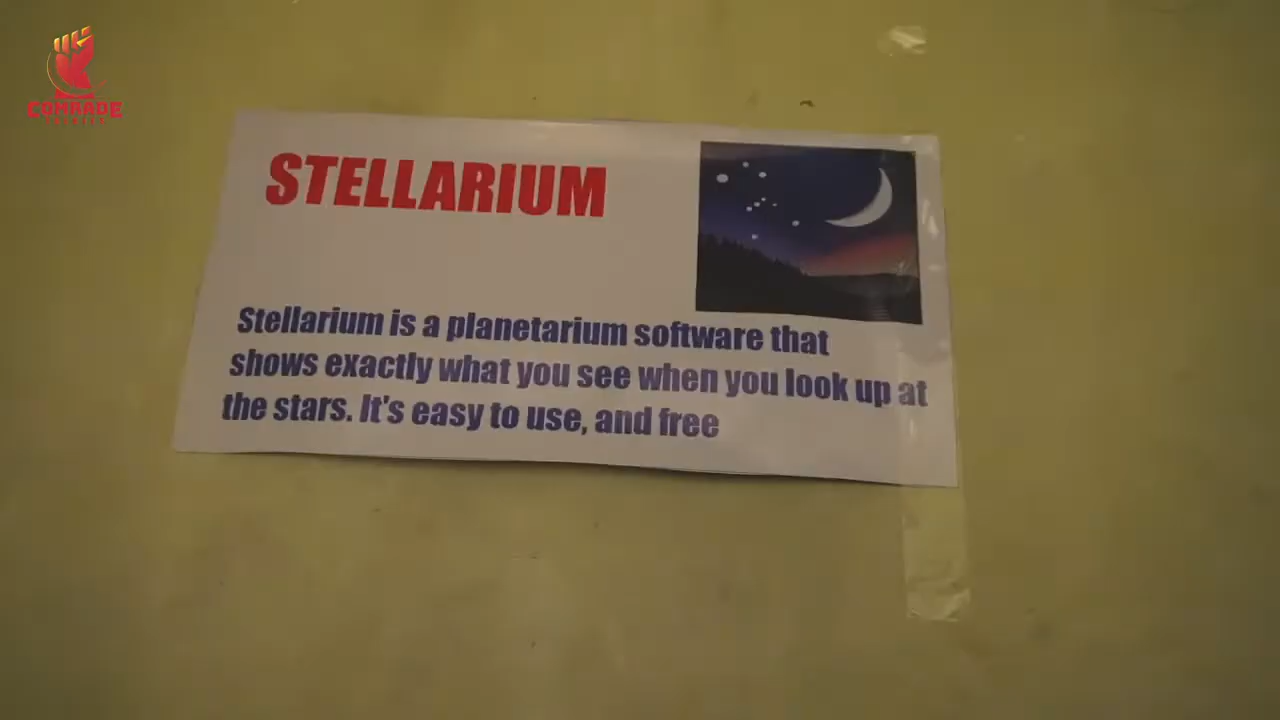 COMRADE
STELLARIUM
Stellarium is a planetarium software that
shows exactly what you see when you look up at
the stars. It's easy to use, and free